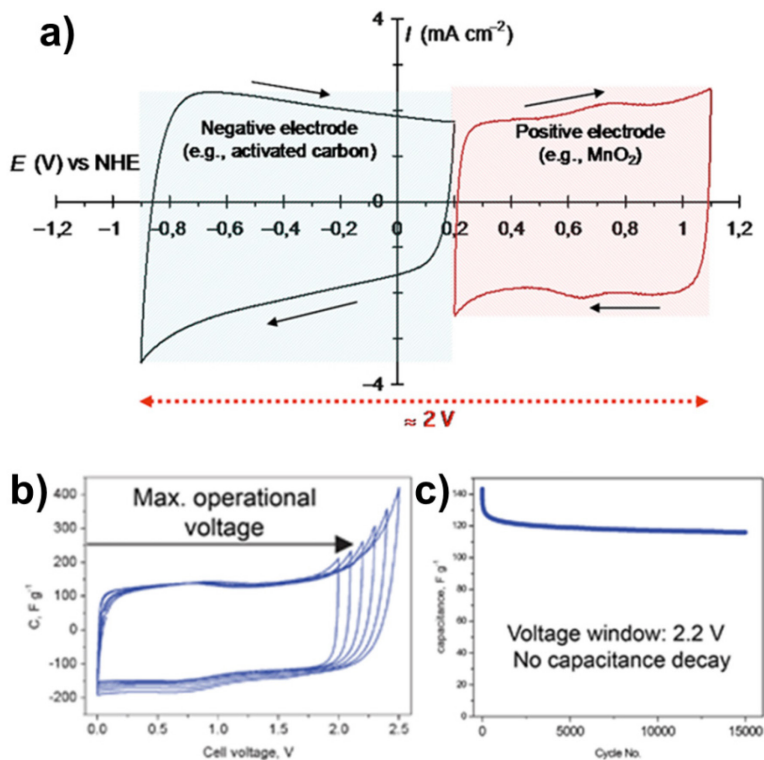 a)
4
I (mA cm⁻²)
Negative electrode
(e.g., activated carbon)
Positive electrode
(e.g., MnO₂)
E (V) vs NHE
0
−1,2
−1
−0,8
−0,6
−0,4
−0,2
0
0,2
0,4
0,6
0,8
1
1,2
−4
≈ 2 V
b)
Max. operational
voltage
400
300
200
100
0
-100
-200
C, F g⁻¹
0.0
0.5
1.0
1.5
2.0
2.5
Cell voltage, V
c)
140
120
100
80
60
40
20
0
capacitance, F g⁻¹
Voltage window: 2.2 V
No capacitance decay
0
5000
10000
15000
Cycle No.